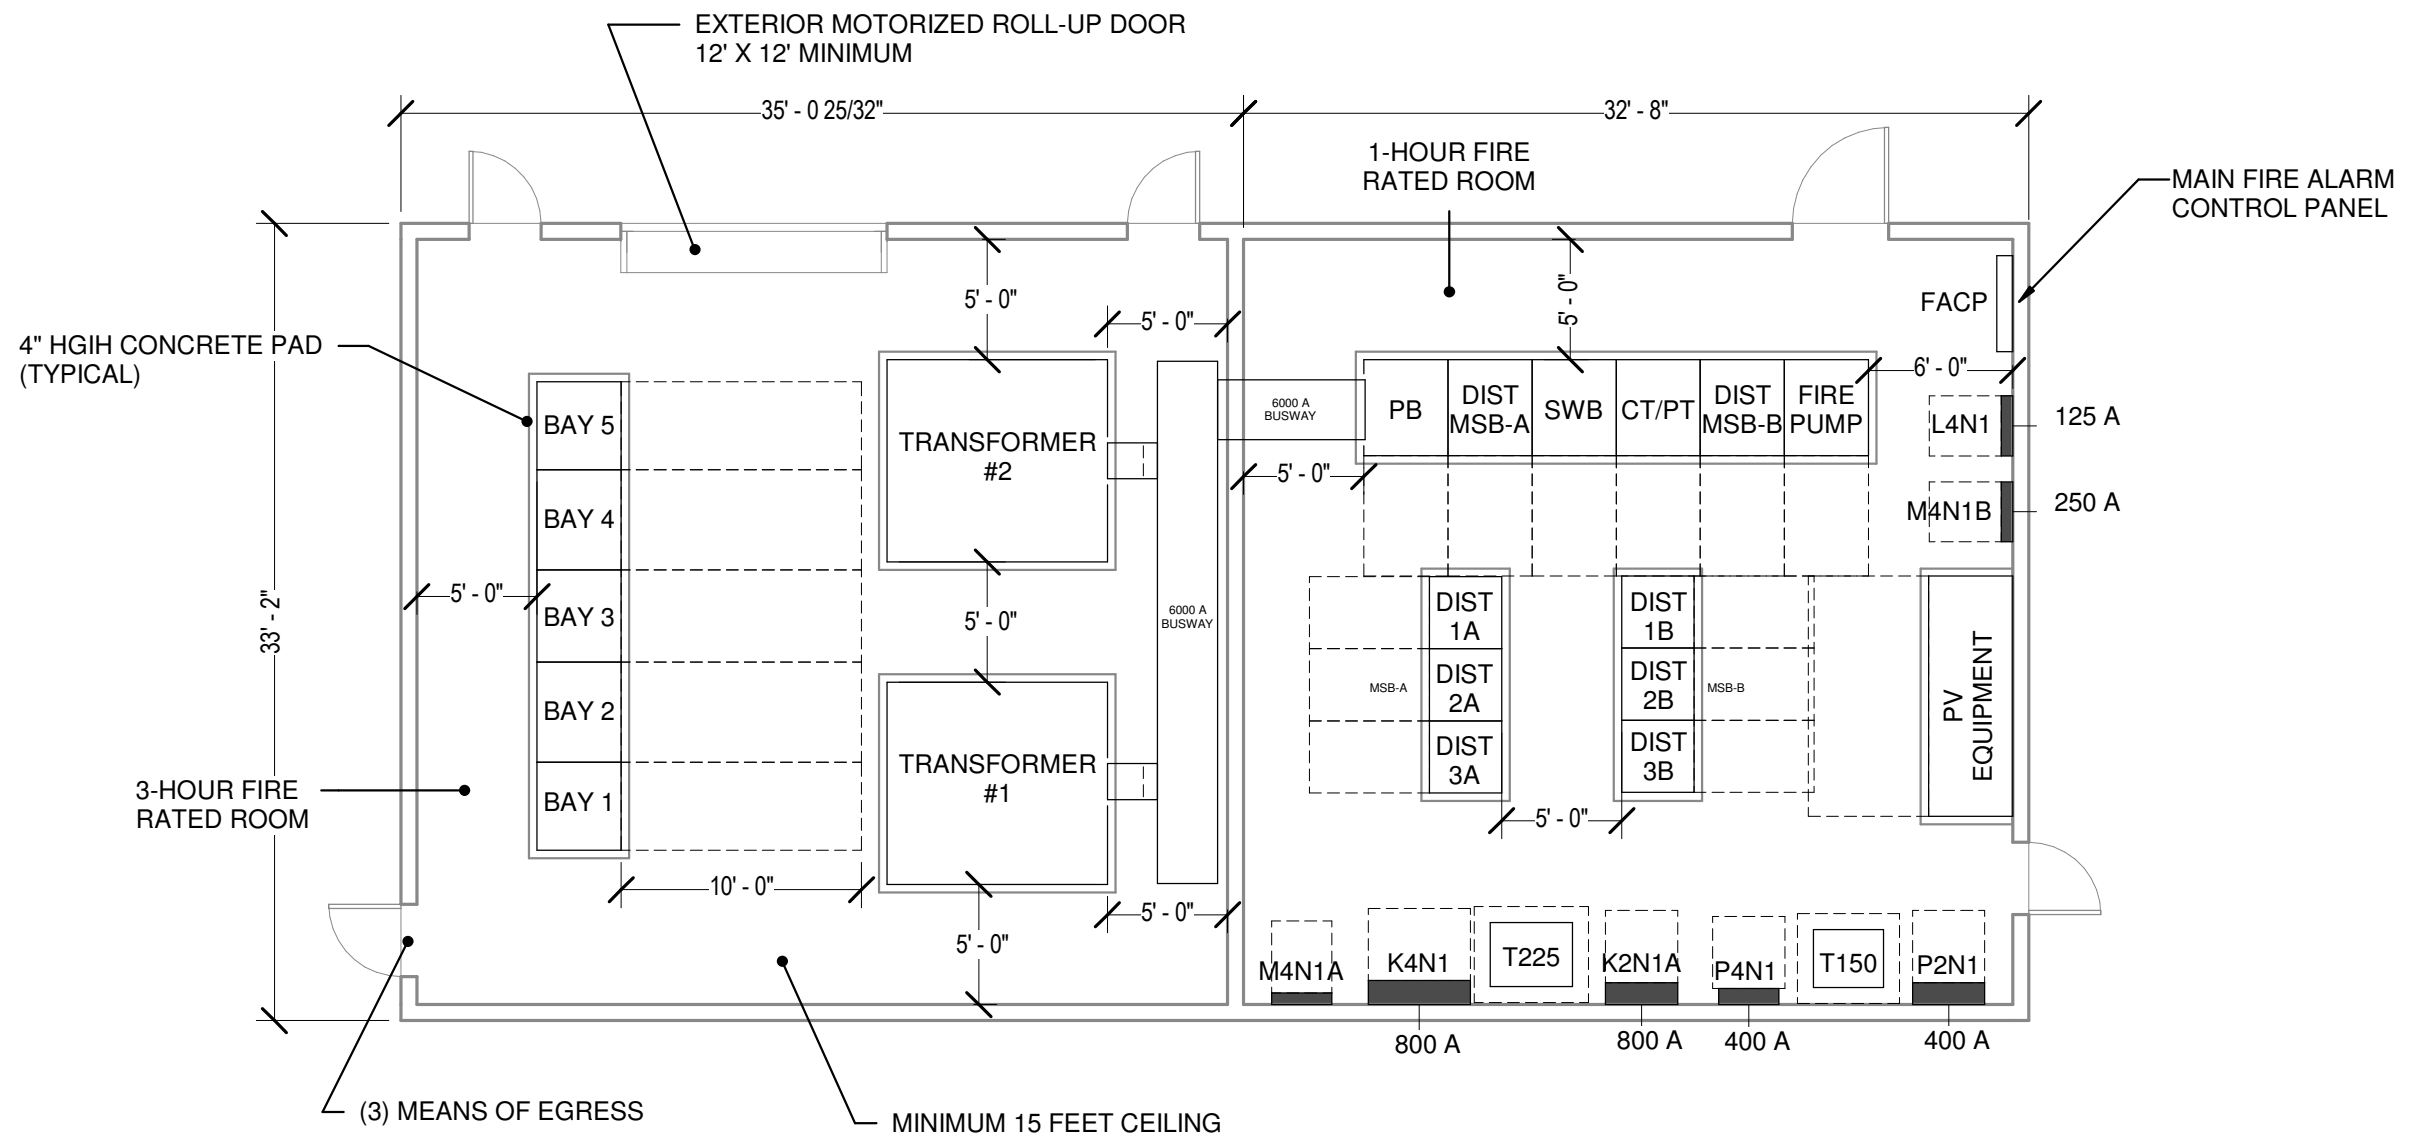 EXTERIOR MOTORIZED ROLL-UP DOOR
12' X 12' MINIMUM
35' - 0 25/32"
32' - 8"
1-HOUR FIRE
RATED ROOM
MAIN FIRE ALARM
CONTROL PANEL
5' - 0"
5' - 0"
5' - 0"
FACP
4" HGIH CONCRETE PAD
(TYPICAL)
6' - 0"
BAY 5
TRANSFORMER
#2
6000 A
BUSWAY
PB
DIST
MSB-A
SWB
CT/PT
DIST
MSB-B
FIRE
PUMP
L4N1
125 A
5' - 0"
BAY 4
M4N1B
250 A
33' - 2"
5' - 0"
BAY 3
5' - 0"
6000 A
BUSWAY
DIST
1A
DIST
1B
BAY 2
MSB-A
DIST
2A
DIST
2B
MSB-B
PV
EQUIPMENT
3-HOUR FIRE
RATED ROOM
BAY 1
TRANSFORMER
#1
DIST
3A
DIST
3B
5' - 0"
10' - 0"
5' - 0"
5' - 0"
M4N1A
K4N1
T225
K2N1A
P4N1
T150
P2N1
800 A
800 A
400 A
400 A
(3) MEANS OF EGRESS
MINIMUM 15 FEET CEILING